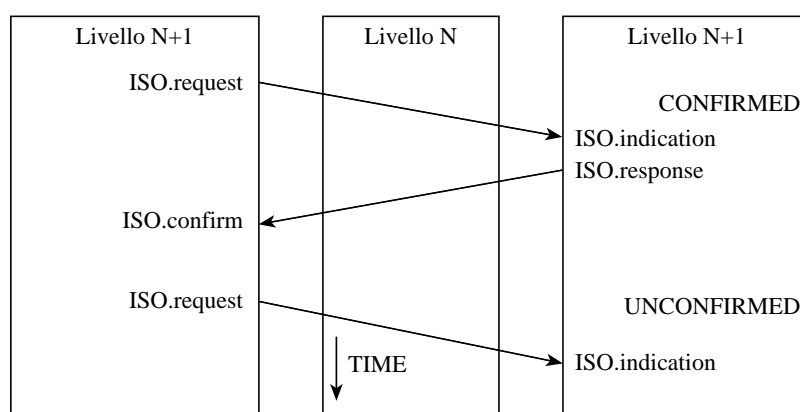 Livello N+1
Livello N
Livello N+1
ISO.request
CONFIRMED
ISO.indication
ISO.response
ISO.confirm
ISO.request
UNCONFIRMED
TIME
ISO.indication